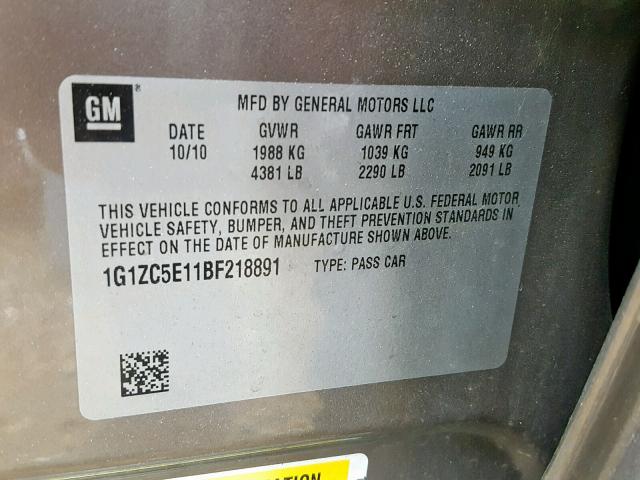 GM ®
MFD BY GENERAL MOTORS LLC
DATE GVWR GAWR FRT GAWR RR
10/10 1988 KG 1039 KG 949 KG
4381 LB 2290 LB 2091 LB
THIS VEHICLE CONFORMS TO ALL APPLICABLE U.S. FEDERAL MOTOR
VEHICLE SAFETY, BUMPER, AND THEFT PREVENTION STANDARDS IN
EFFECT ON THE DATE OF MANUFACTURE SHOWN ABOVE.
1G1ZC5E11BF218891 TYPE: PASS CAR